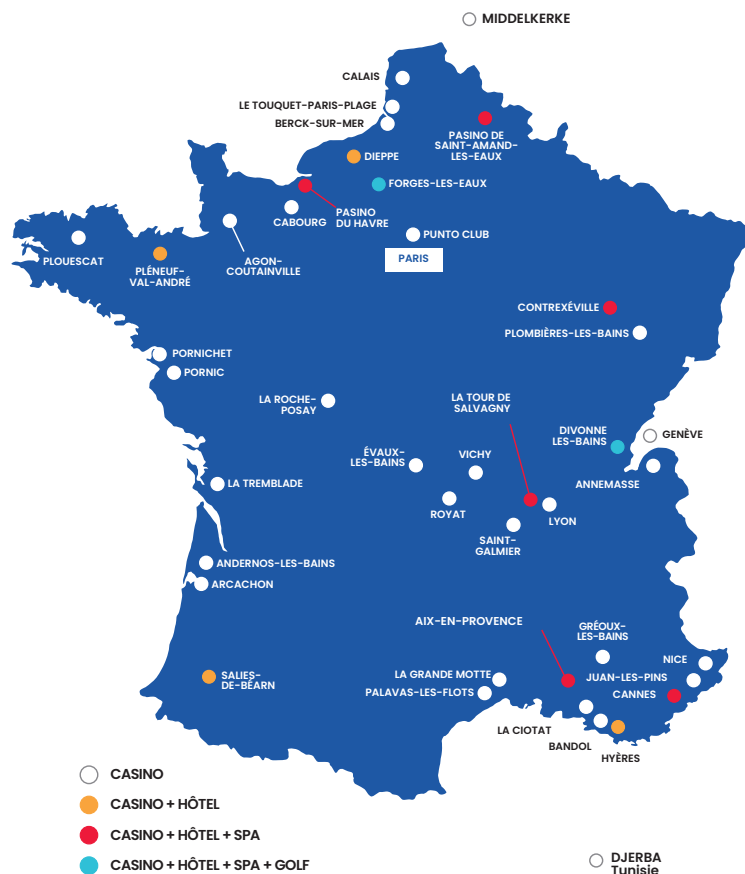 MIDDELKERKE
CALAIS
LE TOUQUET-PARIS-PLAGE
BERCK-SUR-MER
PASINO DE
SAINT-AMAND-
LES-EAUX
DIEPPE
FORGES-LES-EAUX
PASINO
DU HAVRE
CABOURG
AGON-
COUTAINVILLE
PUNTO CLUB
PARIS
PLOUESCAT
PLÉNEUF-
VAL-ANDRÉ
CONTREXÉVILLE
PLOMBIÈRES-LES-BAINS
PORNICHET
PORNIC
LA ROCHE-
POSAY
LA TOUR DE
SALVAGNY
DIVONNE
LES-BAINS
GENÈVE
ANNEMASSE
ÉVAUX-
LES-BAINS
VICHY
ROYAT
LYON
SAINT-
GALMIER
LA TREMBLADE
ANDERNOS-LES-BAINS
ARCACHON
AIX-EN-PROVENCE
GRÉOUX-
LES-BAINS
NICE
JUAN-LES-PINS
CANNES
SALIES-
DE-BÉARN
LA GRANDE MOTTE
PALAVAS-LES-FLOTS
LA CIOTAT
BANDOL
HYÈRES
CASINO
CASINO + HÔTEL
CASINO + HÔTEL + SPA
CASINO + HÔTEL + SPA + GOLF
DJERBA
Tunisie